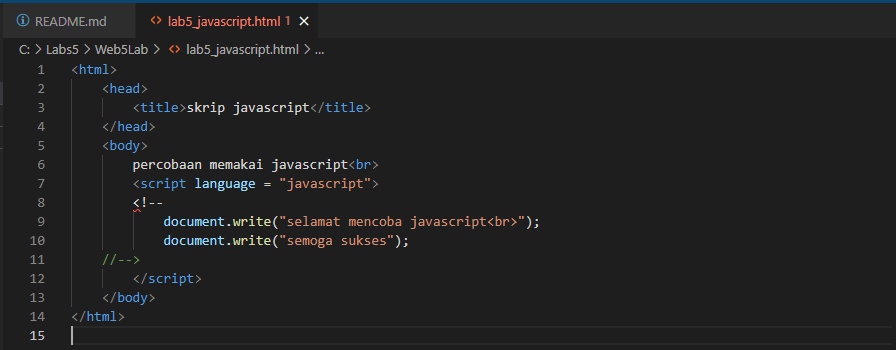 README.md lab5_javascript.html 1
C: > Labs5 > Web5Lab > lab5_javascript.html > ...
1 <html>
2 <head>
3 <title>skrip javascript</title>
4 </head>
5 <body>
6 percobaan memakai javascript<br>
7 <script language = "javascript">
8 <!--
9 document.write("selamat mencoba javascript<br>");
10 document.write("semoga sukses");
11 //-->
12 </script>
13 </body>
14 </html>
15